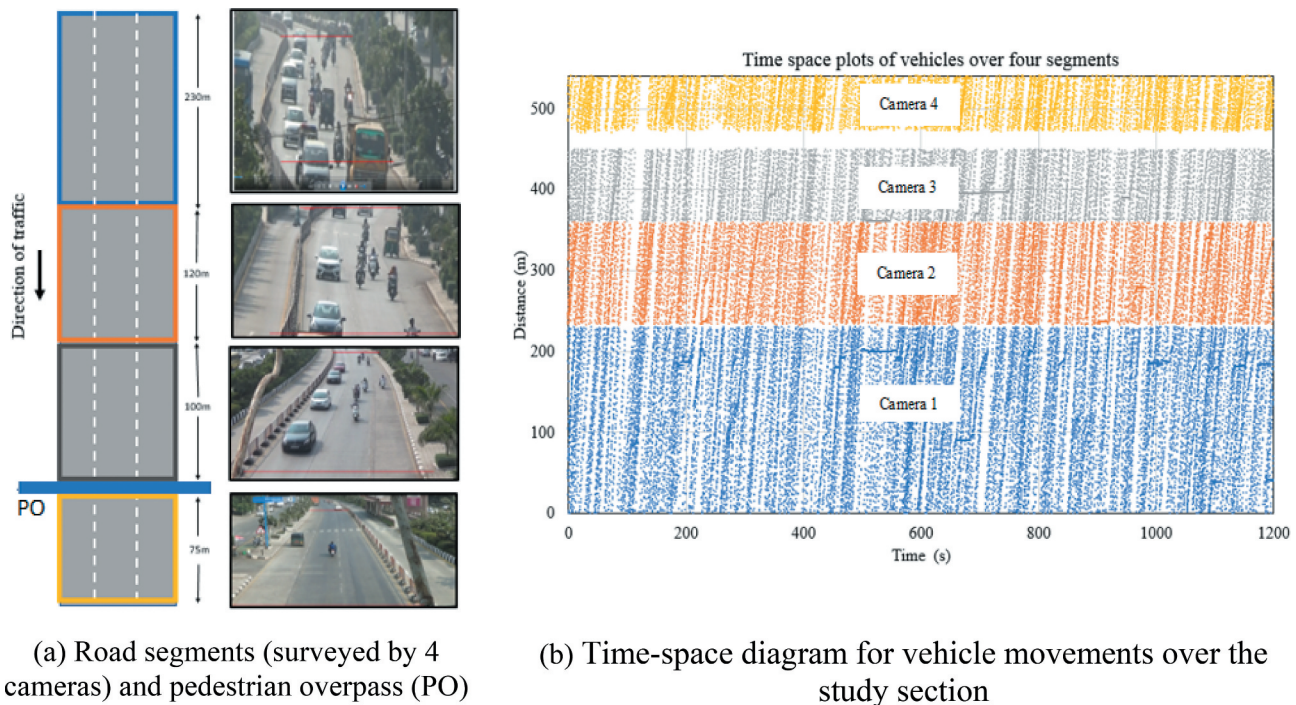 230m
120m
100m
75m
Direction of traffic
PO
(a) Road segments (surveyed by 4
cameras) and pedestrian overpass (PO)
Time space plots of vehicles over four segments
Distance (m)
500
400
300
200
100
0
Camera 4
Camera 3
Camera 2
Camera 1
0 200 400 600 800 1000 1200
Time (s)
(b) Time-space diagram for vehicle movements over the
study section